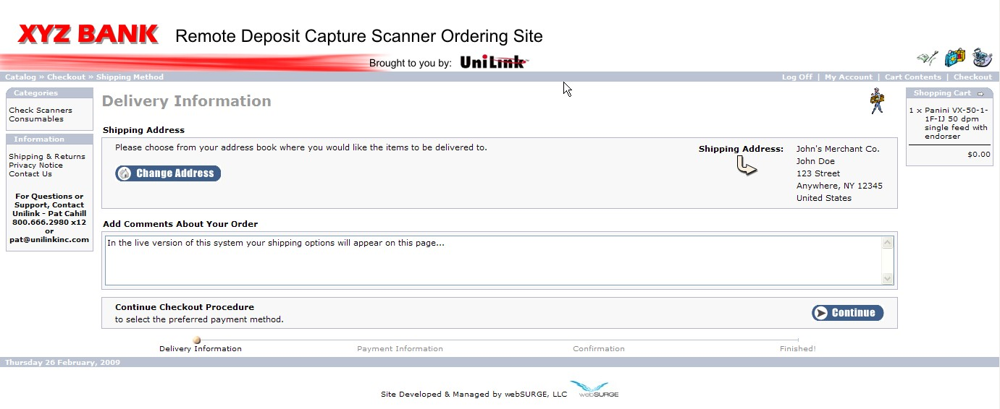 XYZ BANK Remote Deposit Capture Scanner Ordering Site
Brought to you by: UniLink
Catalog » Checkout » Shipping Method
Log Off | My Account | Cart Contents | Checkout
Categories
Check Scanners
Consumables
Information
Shipping & Returns
Privacy Notice
Contact Us
For Questions or
Support, Contact
Unilink - Pat Cahill
800.666.2980 x12
or
pat@unilinkinc.com
Delivery Information
Shipping Address
Please choose from your address book where you would like the items to be delivered to.
Change Address
Shipping Address:
John's Merchant Co.
John Doe
123 Street
Anywhere, NY 12345
United States
Add Comments About Your Order
In the live version of this system your shipping options will appear on this page...
Continue Checkout Procedure
to select the preferred payment method.
Continue
Delivery Information
Payment Information
Confirmation
Finished!
Shopping Cart
1 x Panini VX-50-1-
1F-IJ 50 dpm
single feed with
endorser
$0.00
Thursday 26 February, 2009
Site Developed & Managed by webSURGE, LLC
webSURGE